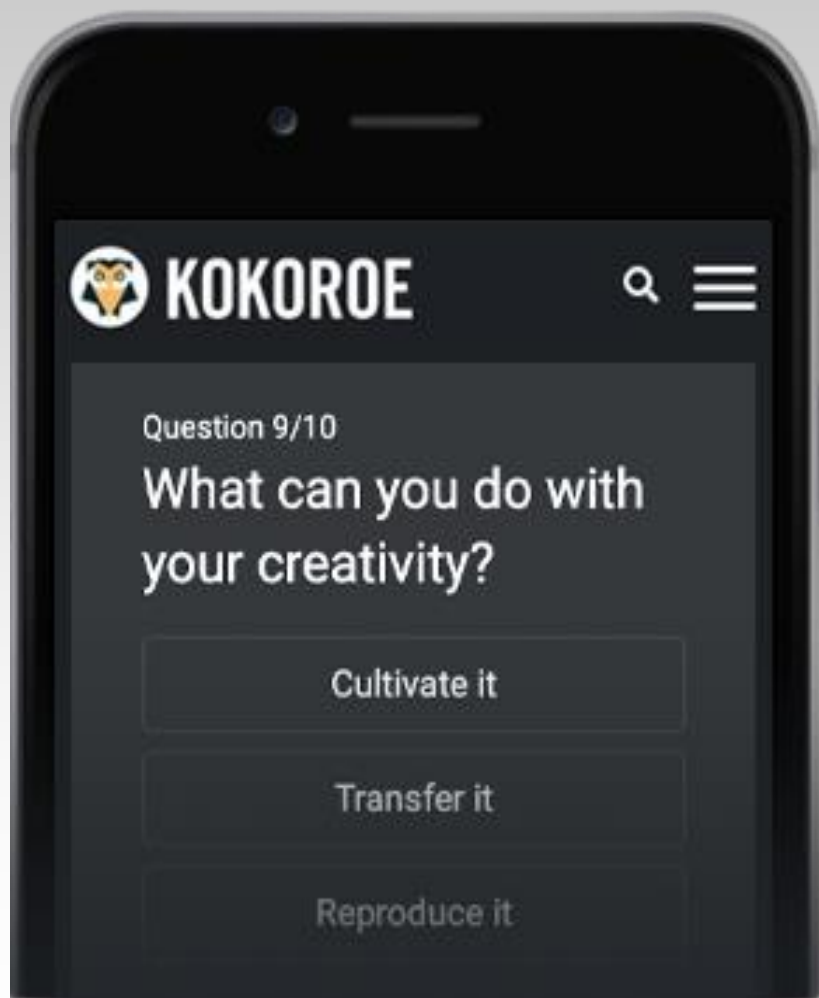 KOKOROE
Question 9/10
What can you do with
your creativity?
Cultivate it
Transfer it
Reproduce it